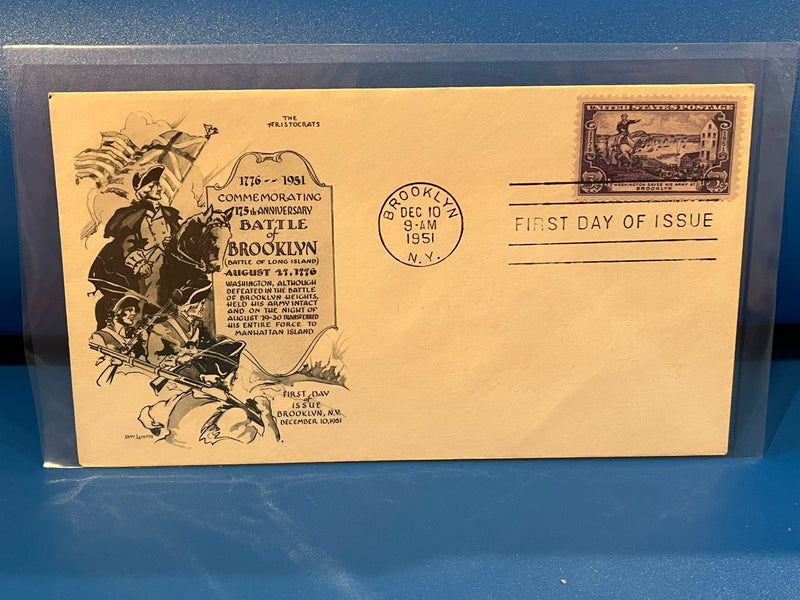 THE
ARISTOCRATS
1776 -- 1951
COMMEMORATING
175th ANNIVERSARY
BATTLE
of
BROOKLYN
(BATTLE OF LONG ISLAND)
AUGUST 27, 1776
WASHINGTON, ALTHOUGH
DEFEATED IN THE BATTLE
OF BROOKLYN HEIGHTS,
HELD HIS ARMY INTACT
AND ON THE NIGHT OF
AUGUST 29-30 TRANSFERRED
HIS ENTIRE FORCE TO
MANHATTAN ISLAND
FIRST DAY
of
ISSUE
BROOKLYN, N.Y.
DECEMBER 10, 1951
BROOKLYN
DEC 10
9-AM
1951
N.Y.
UNITED STATES POSTAGE
1776
1951
WASHINGTON SAVES HIS ARMY AT
BROOKLYN
3¢
FIRST DAY OF ISSUE